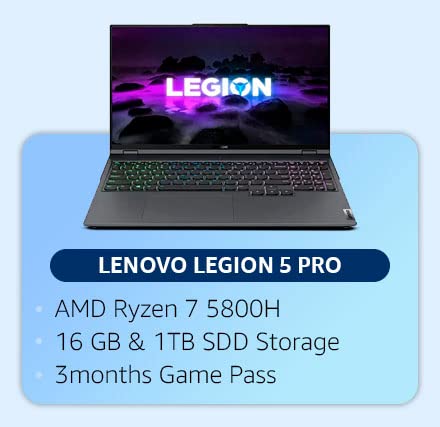 LEGION
LENOVO LEGION 5 PRO
AMD Ryzen 7 5800H
16 GB & 1TB SDD Storage
3months Game Pass